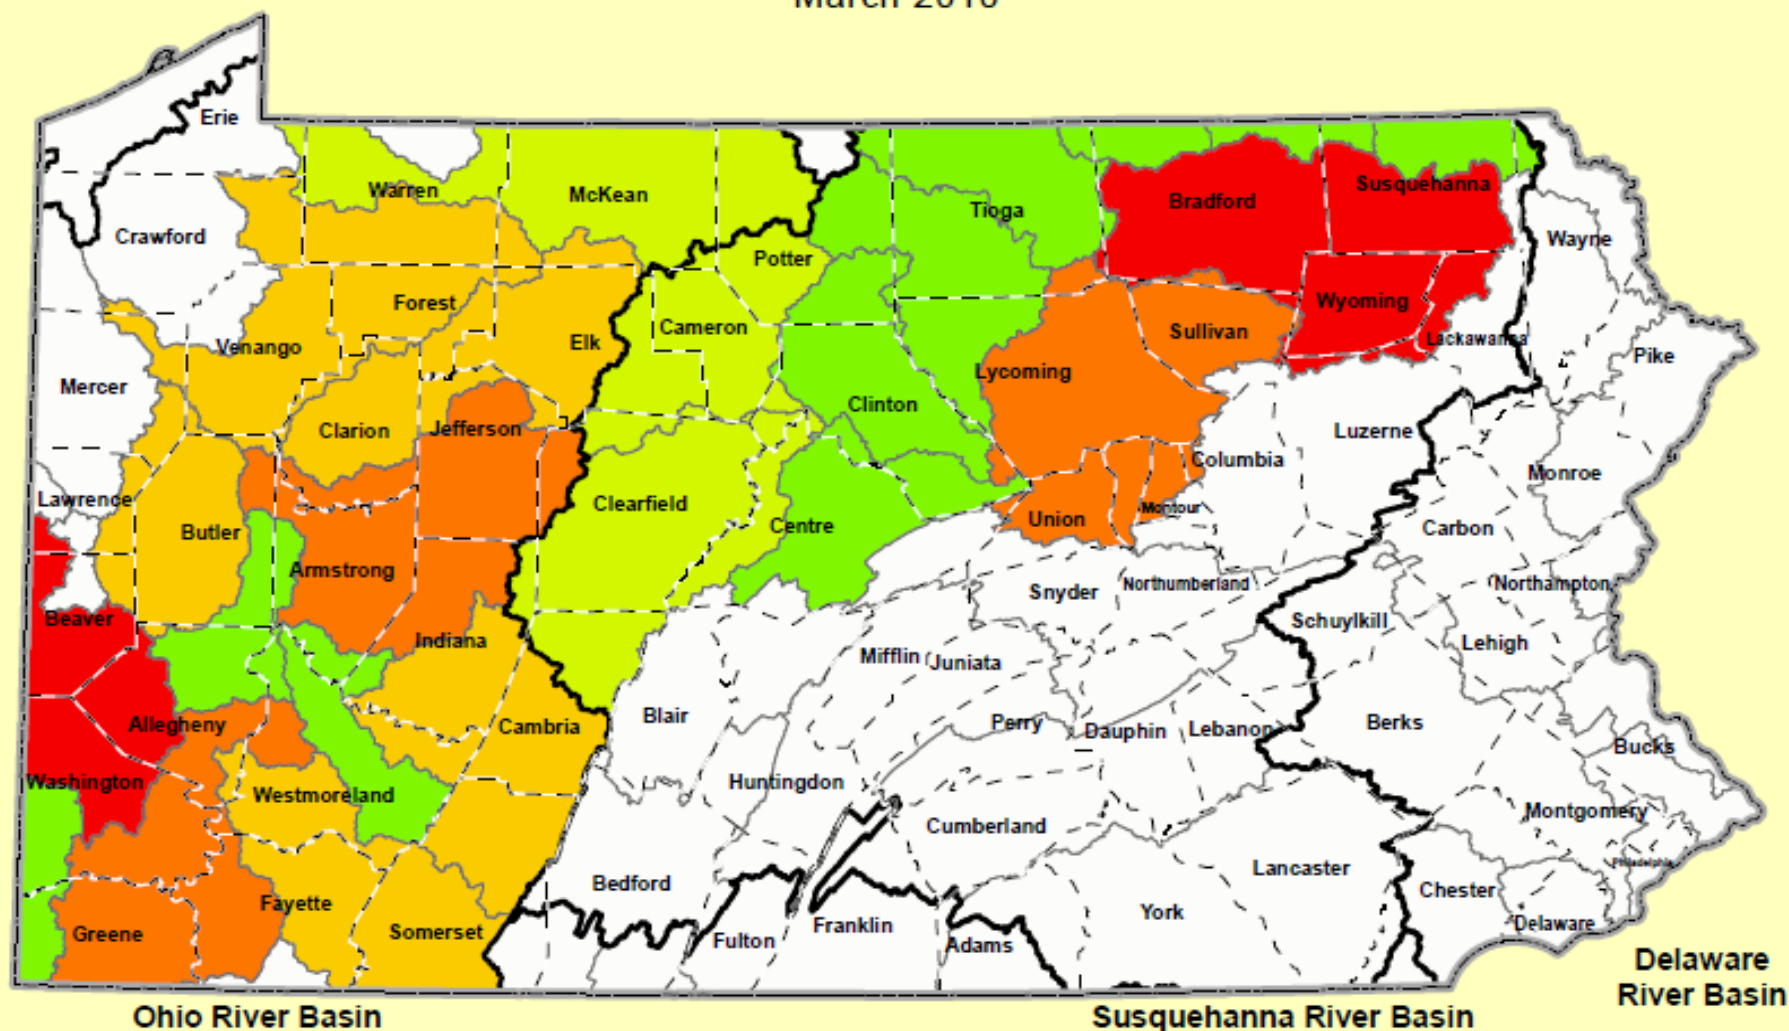 Erie
Warren
McKean
Tioga
Bradford
Susquehanna
Crawford
Potter
Wayne
Forest
Cameron
Wyoming
Venango
Elk
Sullivan
Lackawanna
Mercer
Lycoming
Pike
Clarion
Jefferson
Clinton
Luzerne
Lawrence
Clearfield
Columbia
Monroe
Butler
Centre
Union
Montour
Carbon
Armstrong
Snyder
Northumberland
Northampton
Beaver
Indiana
Schuylkill
Lehigh
Mifflin
Juniata
Allegheny
Cambria
Blair
Perry
Dauphin
Lebanon
Berks
Bucks
Washington
Westmoreland
Huntingdon
Cumberland
Montgomery
Philadelphia
Fayette
Bedford
Lancaster
Chester
Greene
Somerset
Fulton
Franklin
Adams
York
Delaware
Delaware
River Basin
Ohio River Basin
Susquehanna River Basin